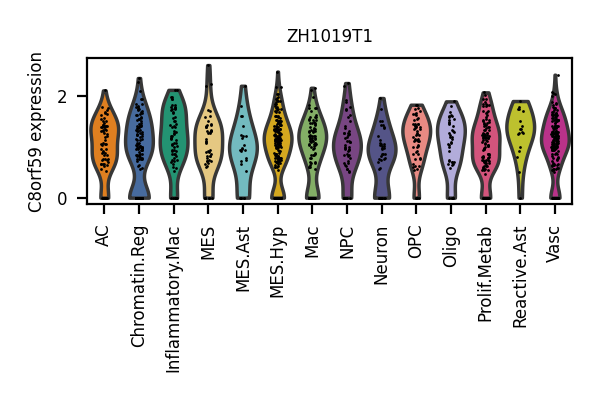 ZH1019T1
C8orf59 expression
2
0
AC
Chromatin.Reg
Inflammatory.Mac
MES
MES.Ast
MES.Hyp
Mac
NPC
Neuron
OPC
Oligo
Prolif.Metab
Reactive.Ast
Vasc